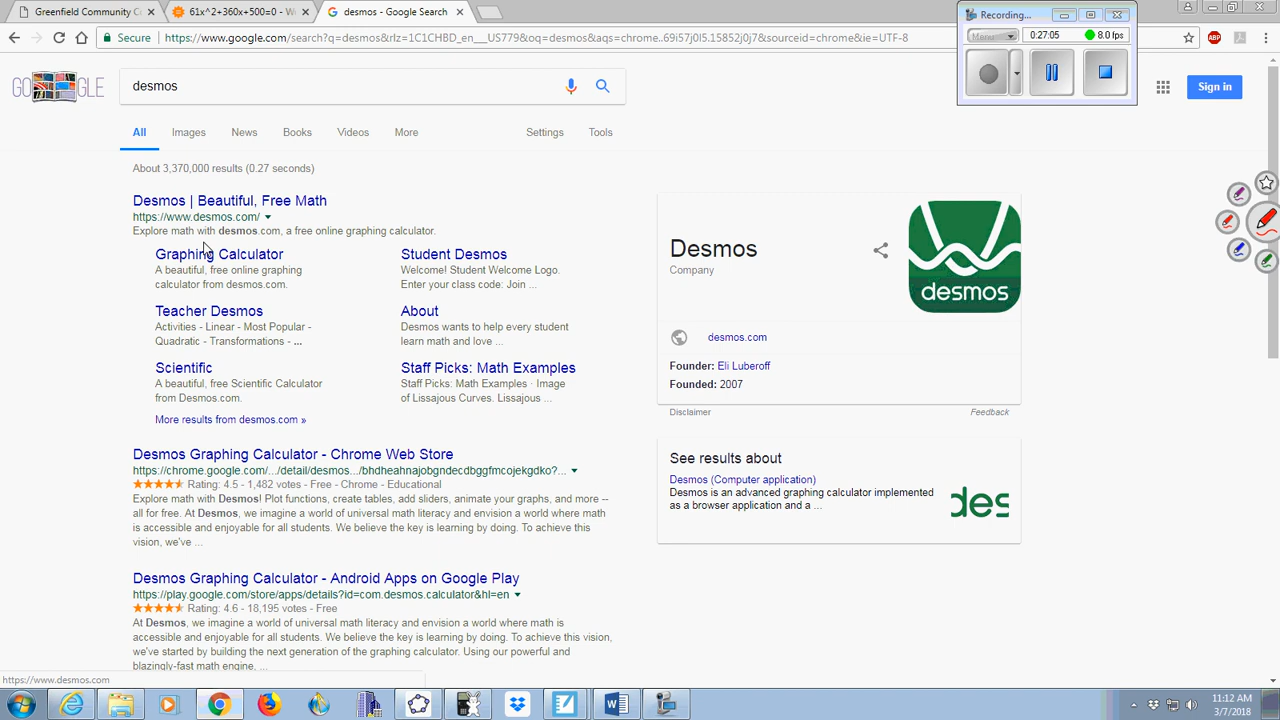 Greenfield Community C
61x^2+360x+500=0 - W
desmos - Google Search
Recording...
Menu
0:27:05
8.0 fps
Secure
https://www.google.com/search?q=desmos&rlz=1C1CHBD_en__US779&oq=desmos&aqs=chrome..69i57j0l5.15852j0j7&sourceid=chrome&ie=UTF-8
ABP
GOOGLE
desmos
Sign in
All Images News Books Videos More Settings Tools
About 3,370,000 results (0.27 seconds)
Desmos | Beautiful, Free Math
https://www.desmos.com/
Explore math with desmos.com, a free online graphing calculator.
Graphing Calculator
A beautiful, free online graphing
calculator from desmos.com.
Student Desmos
Welcome! Student Welcome Logo.
Enter your class code: Join ...
Teacher Desmos
Activities - Linear - Most Popular -
Quadratic - Transformations - ...
About
Desmos wants to help every student
learn math and love ...
Scientific
A beautiful, free Scientific Calculator
from Desmos.com.
Staff Picks: Math Examples
Staff Picks: Math Examples · Image
of Lissajous Curves. Lissajous ...
More results from desmos.com »
Desmos Graphing Calculator - Chrome Web Store
https://chrome.google.com/.../detail/desmos.../bhdheahnajobgndecdbggfmcojekgdko?...
Rating: 4.5 - 1,482 votes - Free - Chrome - Educational
Explore math with Desmos! Plot functions, create tables, add sliders, animate your graphs, and more --
all for free. At Desmos, we imagine a world of universal math literacy and envision a world where math
is accessible and enjoyable for all students. We believe the key is learning by doing. To achieve this
vision, we've ...
Desmos Graphing Calculator - Android Apps on Google Play
https://play.google.com/store/apps/details?id=com.desmos.calculator&hl=en
Rating: 4.6 - 18,195 votes - Free
At Desmos, we imagine a world of universal math literacy and envision a world where math is
accessible and enjoyable for all students. We believe the key is learning by doing. To achieve this vision,
we've started by building the next generation of the graphing calculator. Using our powerful and
blazingly-fast math engine, ...
Desmos
Company
desmos
desmos.com
Founder: Eli Luberoff
Founded: 2007
Disclaimer
Feedback
See results about
Desmos (Computer application)
Desmos is an advanced graphing calculator implemented
as a browser application and a ...
des
https://www.desmos.com
11:12 AM
3/7/2018